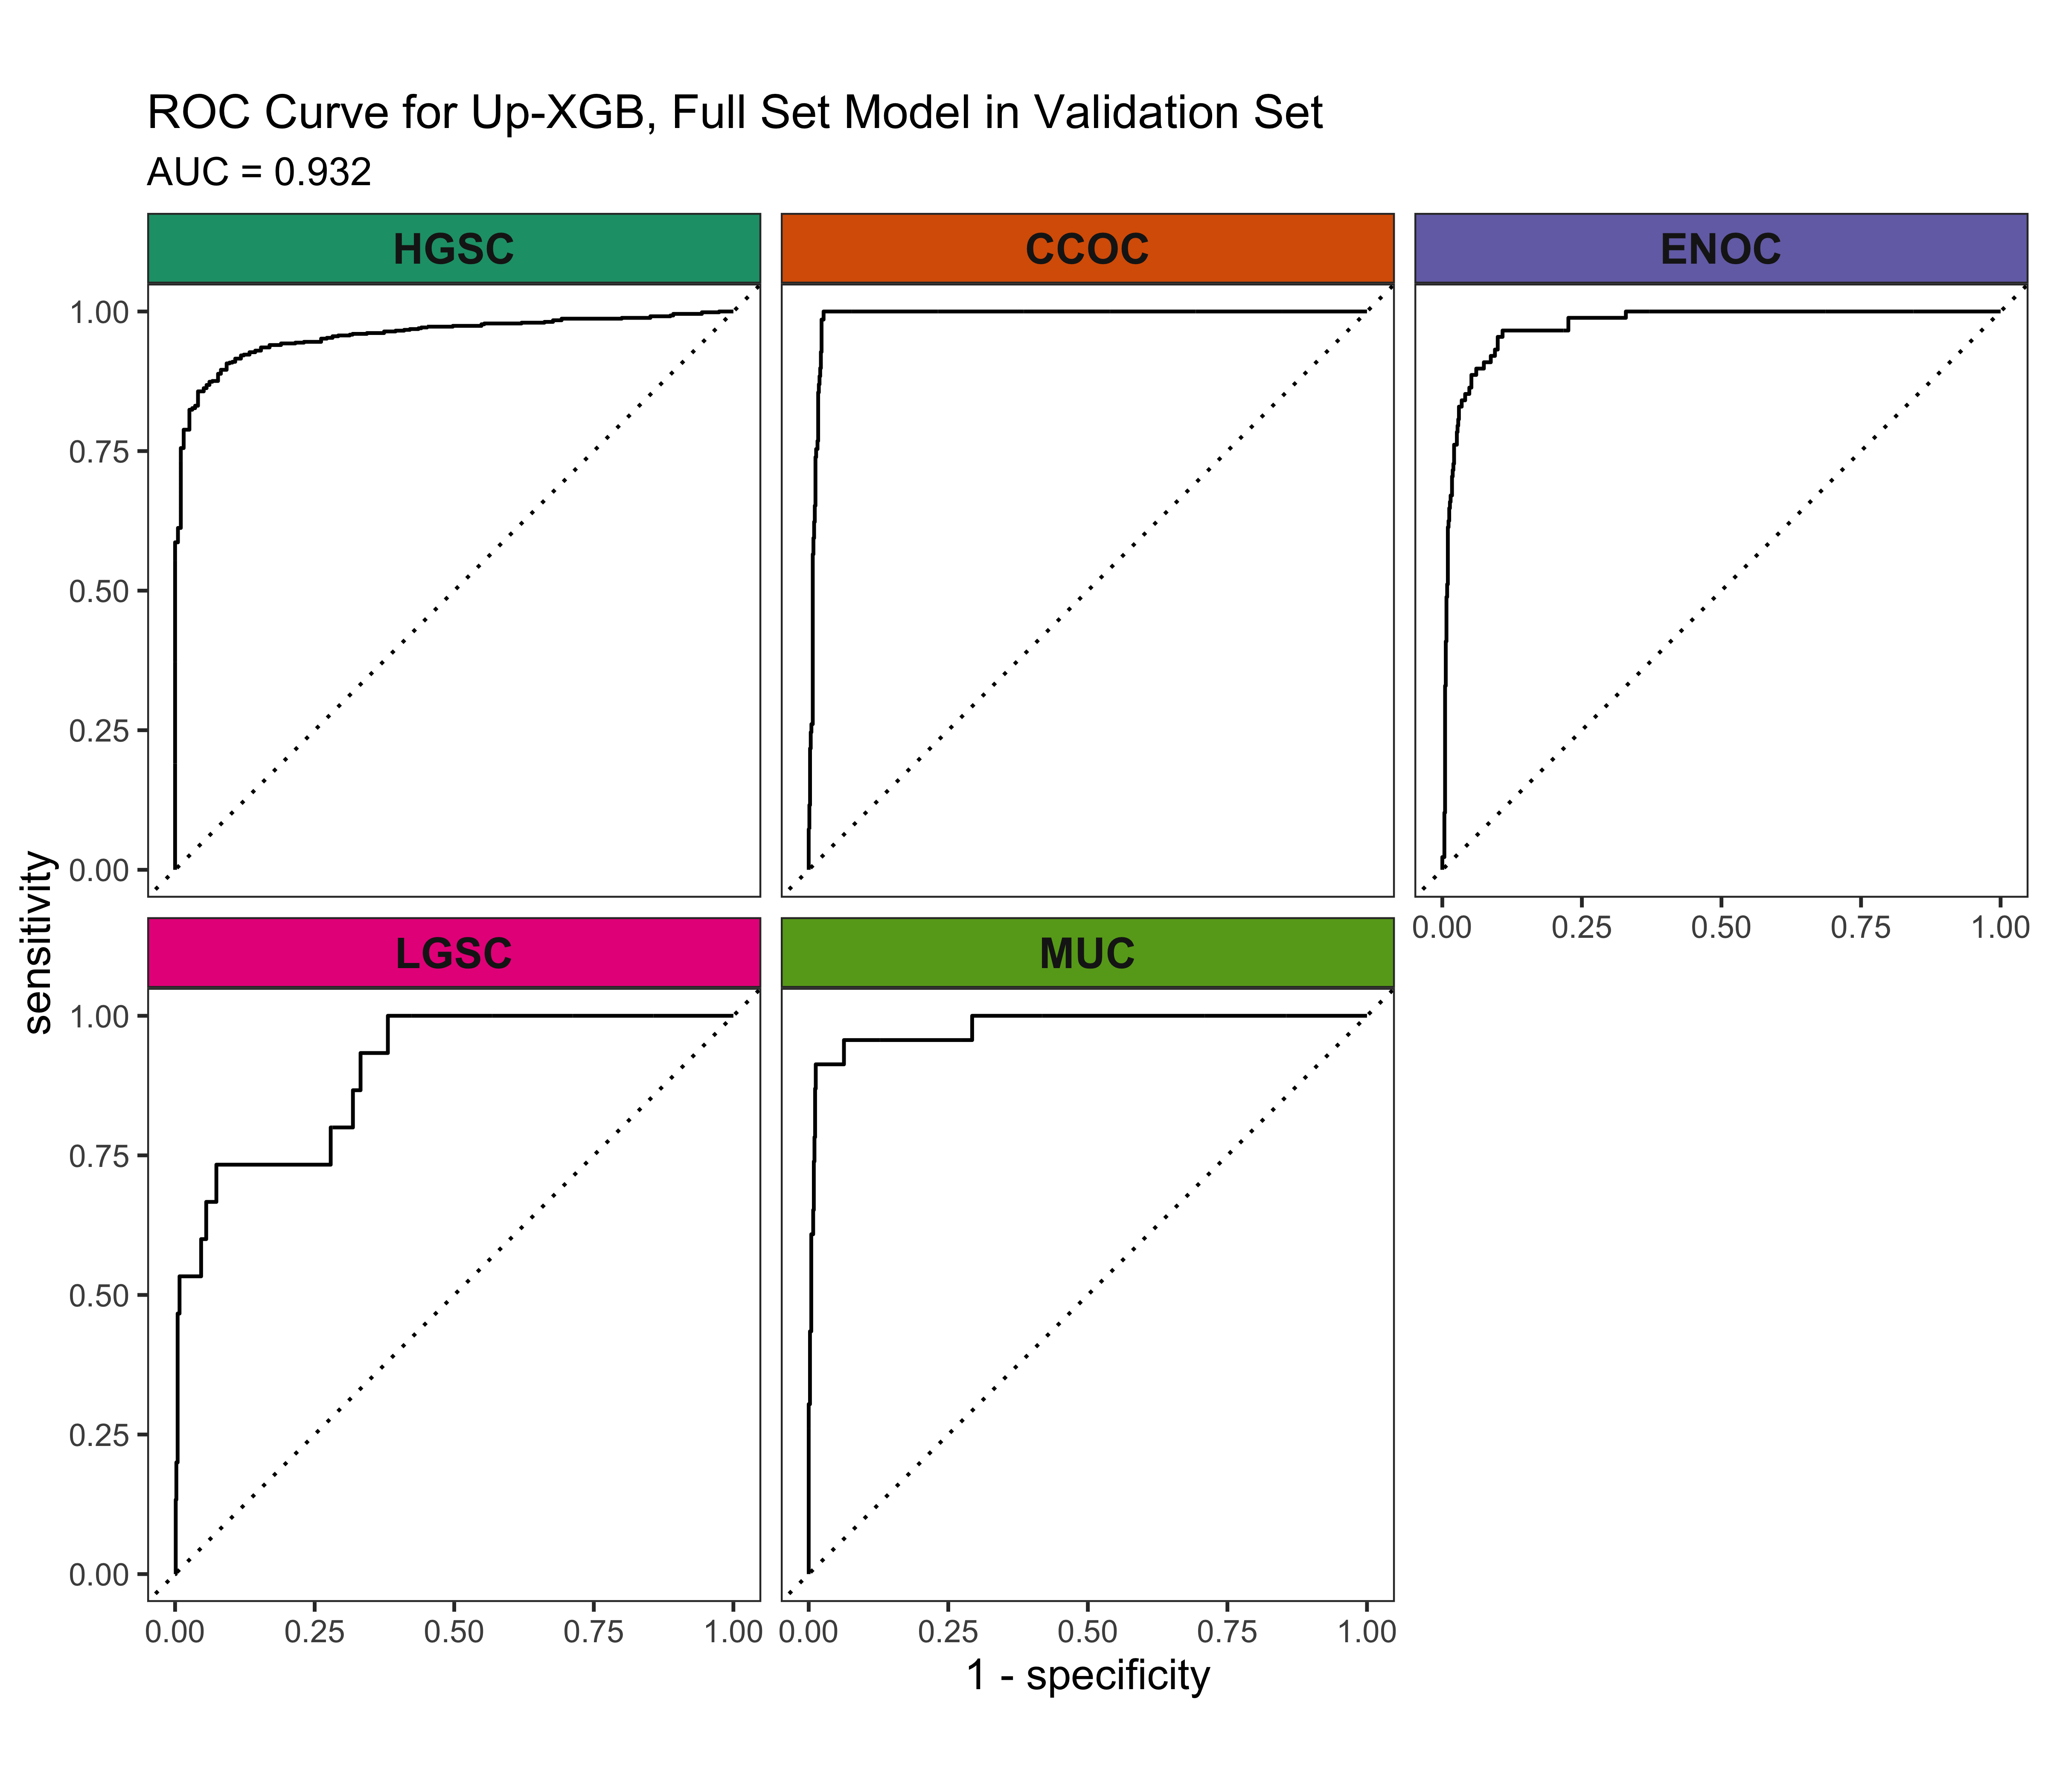 ROC Curve for Up-XGB, Full Set Model in Validation Set
AUC = 0.932
HGSC
CCOC
ENOC
1.00
0.75
0.50
0.25
0.00
0.00 0.25 0.50 0.75 1.00
sensitivity
LGSC
MUC
1.00
0.75
0.50
0.25
0.00
0.00 0.25 0.50 0.75 1.00
0.00 0.25 0.50 0.75 1.00
1 - specificity